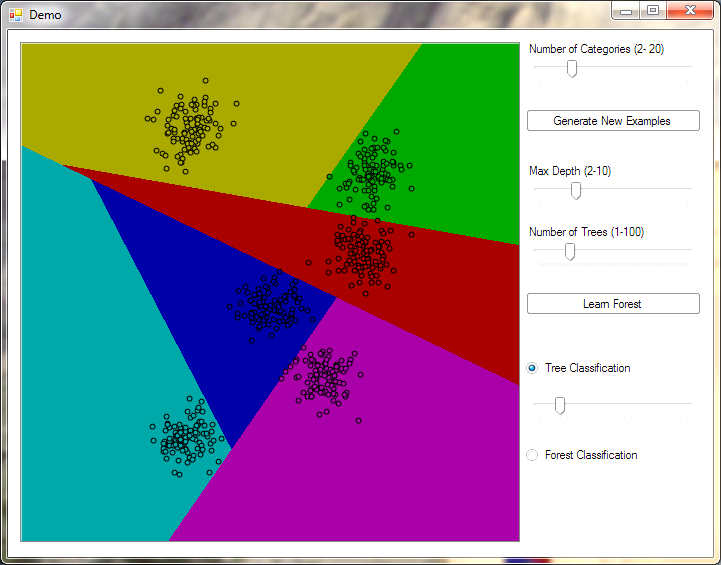 Demo
Number of Categories (2- 20)
Generate New Examples
Max Depth (2-10)
Number of Trees (1-100)
Learn Forest
Tree Classification
Forest Classification